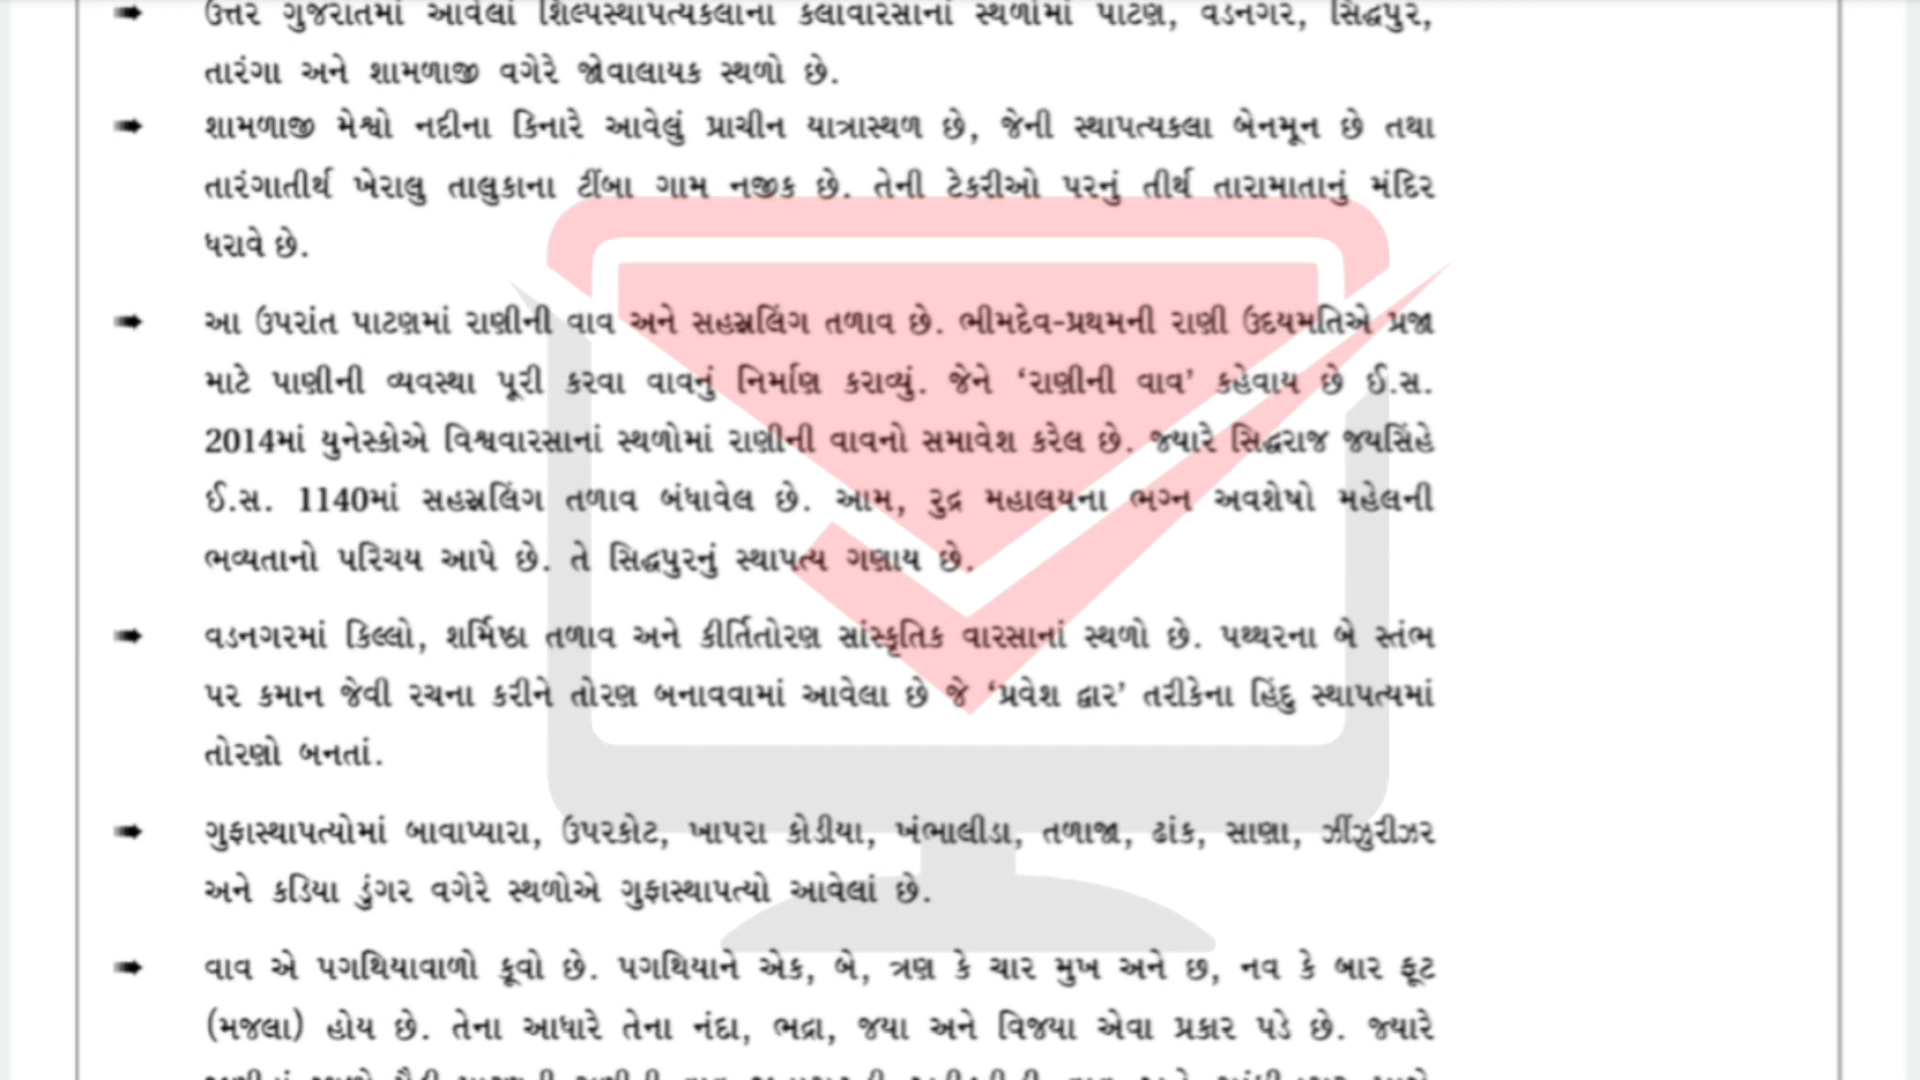 ➡ ઉત્તર ગુજરાતમાં આવેલાં શિલ્પસ્થાપત્યકલાના કલાવારસાનાં સ્થળોમાં પાટણ, વડનગર, સિદ્ધપુર,
તારંગા અને શામળાજી વગેરે જોવાલાયક સ્થળો છે.
➡ શામળાજી મેશ્વો નદીના કિનારે આવેલું પ્રાચીન યાત્રાસ્થળ છે, જેની સ્થાપત્યકલા બેનમૂન છે તથા
તારંગાતીર્થ ખેરાલુ તાલુકાના ટીંબા ગામ નજીક છે. તેની ટેકરીઓ પરનું તીર્થ તારામાતાનું મંદિર
ધરાવે છે.
➡ આ ઉપરાંત પાટણમાં રાણીની વાવ અને સહસ્રલિંગ તળાવ છે. ભીમદેવ-પ્રથમની રાણી ઉદયમતિએ પ્રજા
માટે પાણીની વ્યવસ્થા પૂરી કરવા વાવનું નિર્માણ કરાવ્યું. જેને ‘રાણીની વાવ’ કહેવાય છે ઈ.સ.
2014માં યુનેસ્કોએ વિશ્વવારસાનાં સ્થળોમાં રાણીની વાવનો સમાવેશ કરેલ છે. જ્યારે સિદ્ધરાજ જયસિંહે
ઈ.સ. 1140માં સહસ્રલિંગ તળાવ બંધાવેલ છે. આમ, રુદ્ર મહાલયના ભગ્ન અવશેષો મહેલની
ભવ્યતાનો પરિચય આપે છે. તે સિદ્ધપુરનું સ્થાપત્ય ગણાય છે.
➡ વડનગરમાં કિલ્લો, શર્મિષ્ઠા તળાવ અને કીર્તિતોરણ સાંસ્કૃતિક વારસાનાં સ્થળો છે. પથ્થરના બે સ્તંભ
પર કમાન જેવી રચના કરીને તોરણ બનાવવામાં આવેલા છે જે ‘પ્રવેશ દ્વાર’ તરીકેના હિંદુ સ્થાપત્યમાં
તોરણો બનતાં.
➡ ગુફાસ્થાપત્યોમાં બાવાપ્યારા, ઉપરકોટ, ખાપરા કોડીયા, ખંભાલીડા, તળાજા, ઢાંક, સાણા, ઝીંઝુરીઝર
અને કડિયા ડુંગર વગેરે સ્થળોએ ગુફાસ્થાપત્યો આવેલાં છે.
➡ વાવ એ પગથિયાવાળો કૂવો છે. પગથિયાને એક, બે, ત્રણ કે ચાર મુખ અને છ, નવ કે બાર ફૂટ
(મજલા) હોય છે. તેના આધારે તેના નંદા, ભદ્રા, જયા અને વિજયા એવા પ્રકાર પડે છે. જ્યારે